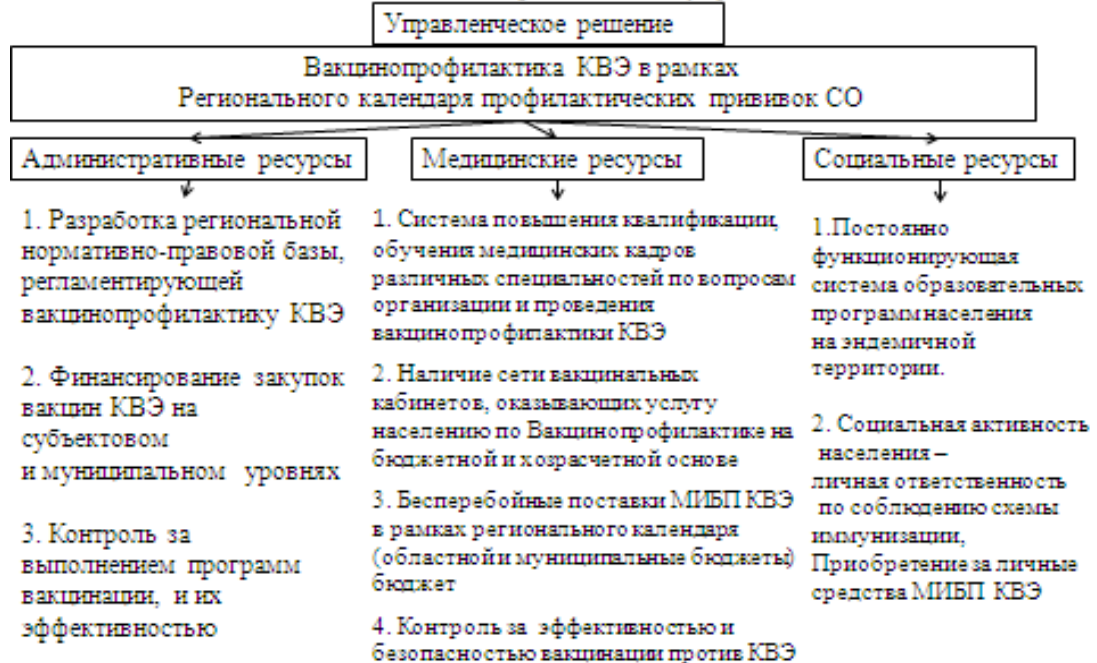 Управленческое решение
Вакцинопрофилактика КВЭ в рамках
Регионального календаря профилактических прививок СО
Административные ресурсы
1. Разработка региональной
нормативно-правовой базы,
регламентирующей
вакцинопрофилактику КВЭ
2. Финансирование закупок
вакцин КВЭ на
субъектовом
и муниципальном уровнях
3. Контроль за
выполнением программ
вакцинации, и их
эффективностью
Медицинские ресурсы
1. Система повышения квалификации,
обучения медицинских кадров
различных специальностей по вопросам
организации и проведения
вакцинопрофилактики КВЭ
2. Наличие сети вакцинальных
кабинетов, оказывающих услугу
населению по Вакцинопрофилактике на
бюджетной и хозрасчетной основе
3. Бесперебойные поставки МИБП КВЭ
в рамках регионального календаря
(областной и муниципальные бюджеты)
бюджет
4. Контроль за эффективностью и
безопасностью вакцинации против КВЭ
Социальные ресурсы
1.Постоянно
функционирующая
система образовательных
программ населения
на эндемичной
территории.
2. Социальная активность
населения –
личная ответственность
по соблюдению схемы
иммунизации,
Приобретение за личные
средства МИБП КВЭ